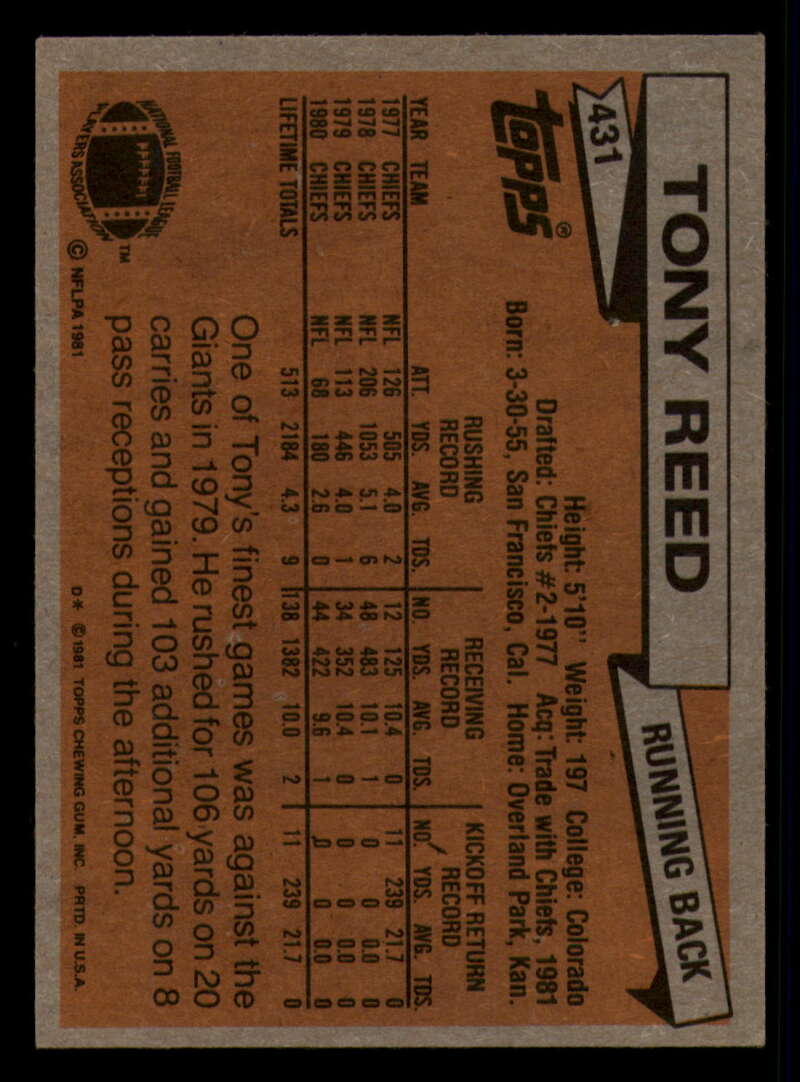 431
TONY REED
RUNNING BACK
TOPPS®
Height: 5'10" Weight: 197 College: Colorado
Drafted: Chiefs #2-1977 Acq: Trade with Chiefs, 1981
Born: 3-30-55, San Francisco, Cal. Home: Overland Park, Kan.
RUSHING RECORD RECEIVING RECORD KICKOFF RETURN RECORD
YEAR TEAM ATT. YDS. AVG. TDS. NO. YDS. AVG. TDS. NO. YDS. AVG. TDS.
1977 CHIEFS NFL 126 505 4.0 2 12 125 10.4 0 11 239 21.7 0
1978 CHIEFS NFL 206 1053 5.1 6 48 483 10.1 1 0 0 0.0 0
1979 CHIEFS NFL 113 446 4.0 1 34 352 10.4 0 0 0 0.0 0
1980 CHIEFS NFL 68 180 2.6 0 44 422 9.6 1 0 0 0.0 0
LIFETIME TOTALS 513 2184 4.3 9 138 1382 10.0 2 11 239 21.7 0
One of Tony's finest games was against the
Giants in 1979. He rushed for 106 yards on 20
carries and gained 103 additional yards on 8
pass receptions during the afternoon.
NATIONAL FOOTBALL LEAGUE
PLAYERS ASSOCIATION
™
© NFLPA 1981
D* ©1981 TOPPS CHEWING GUM, INC. PRTD. IN U.S.A.